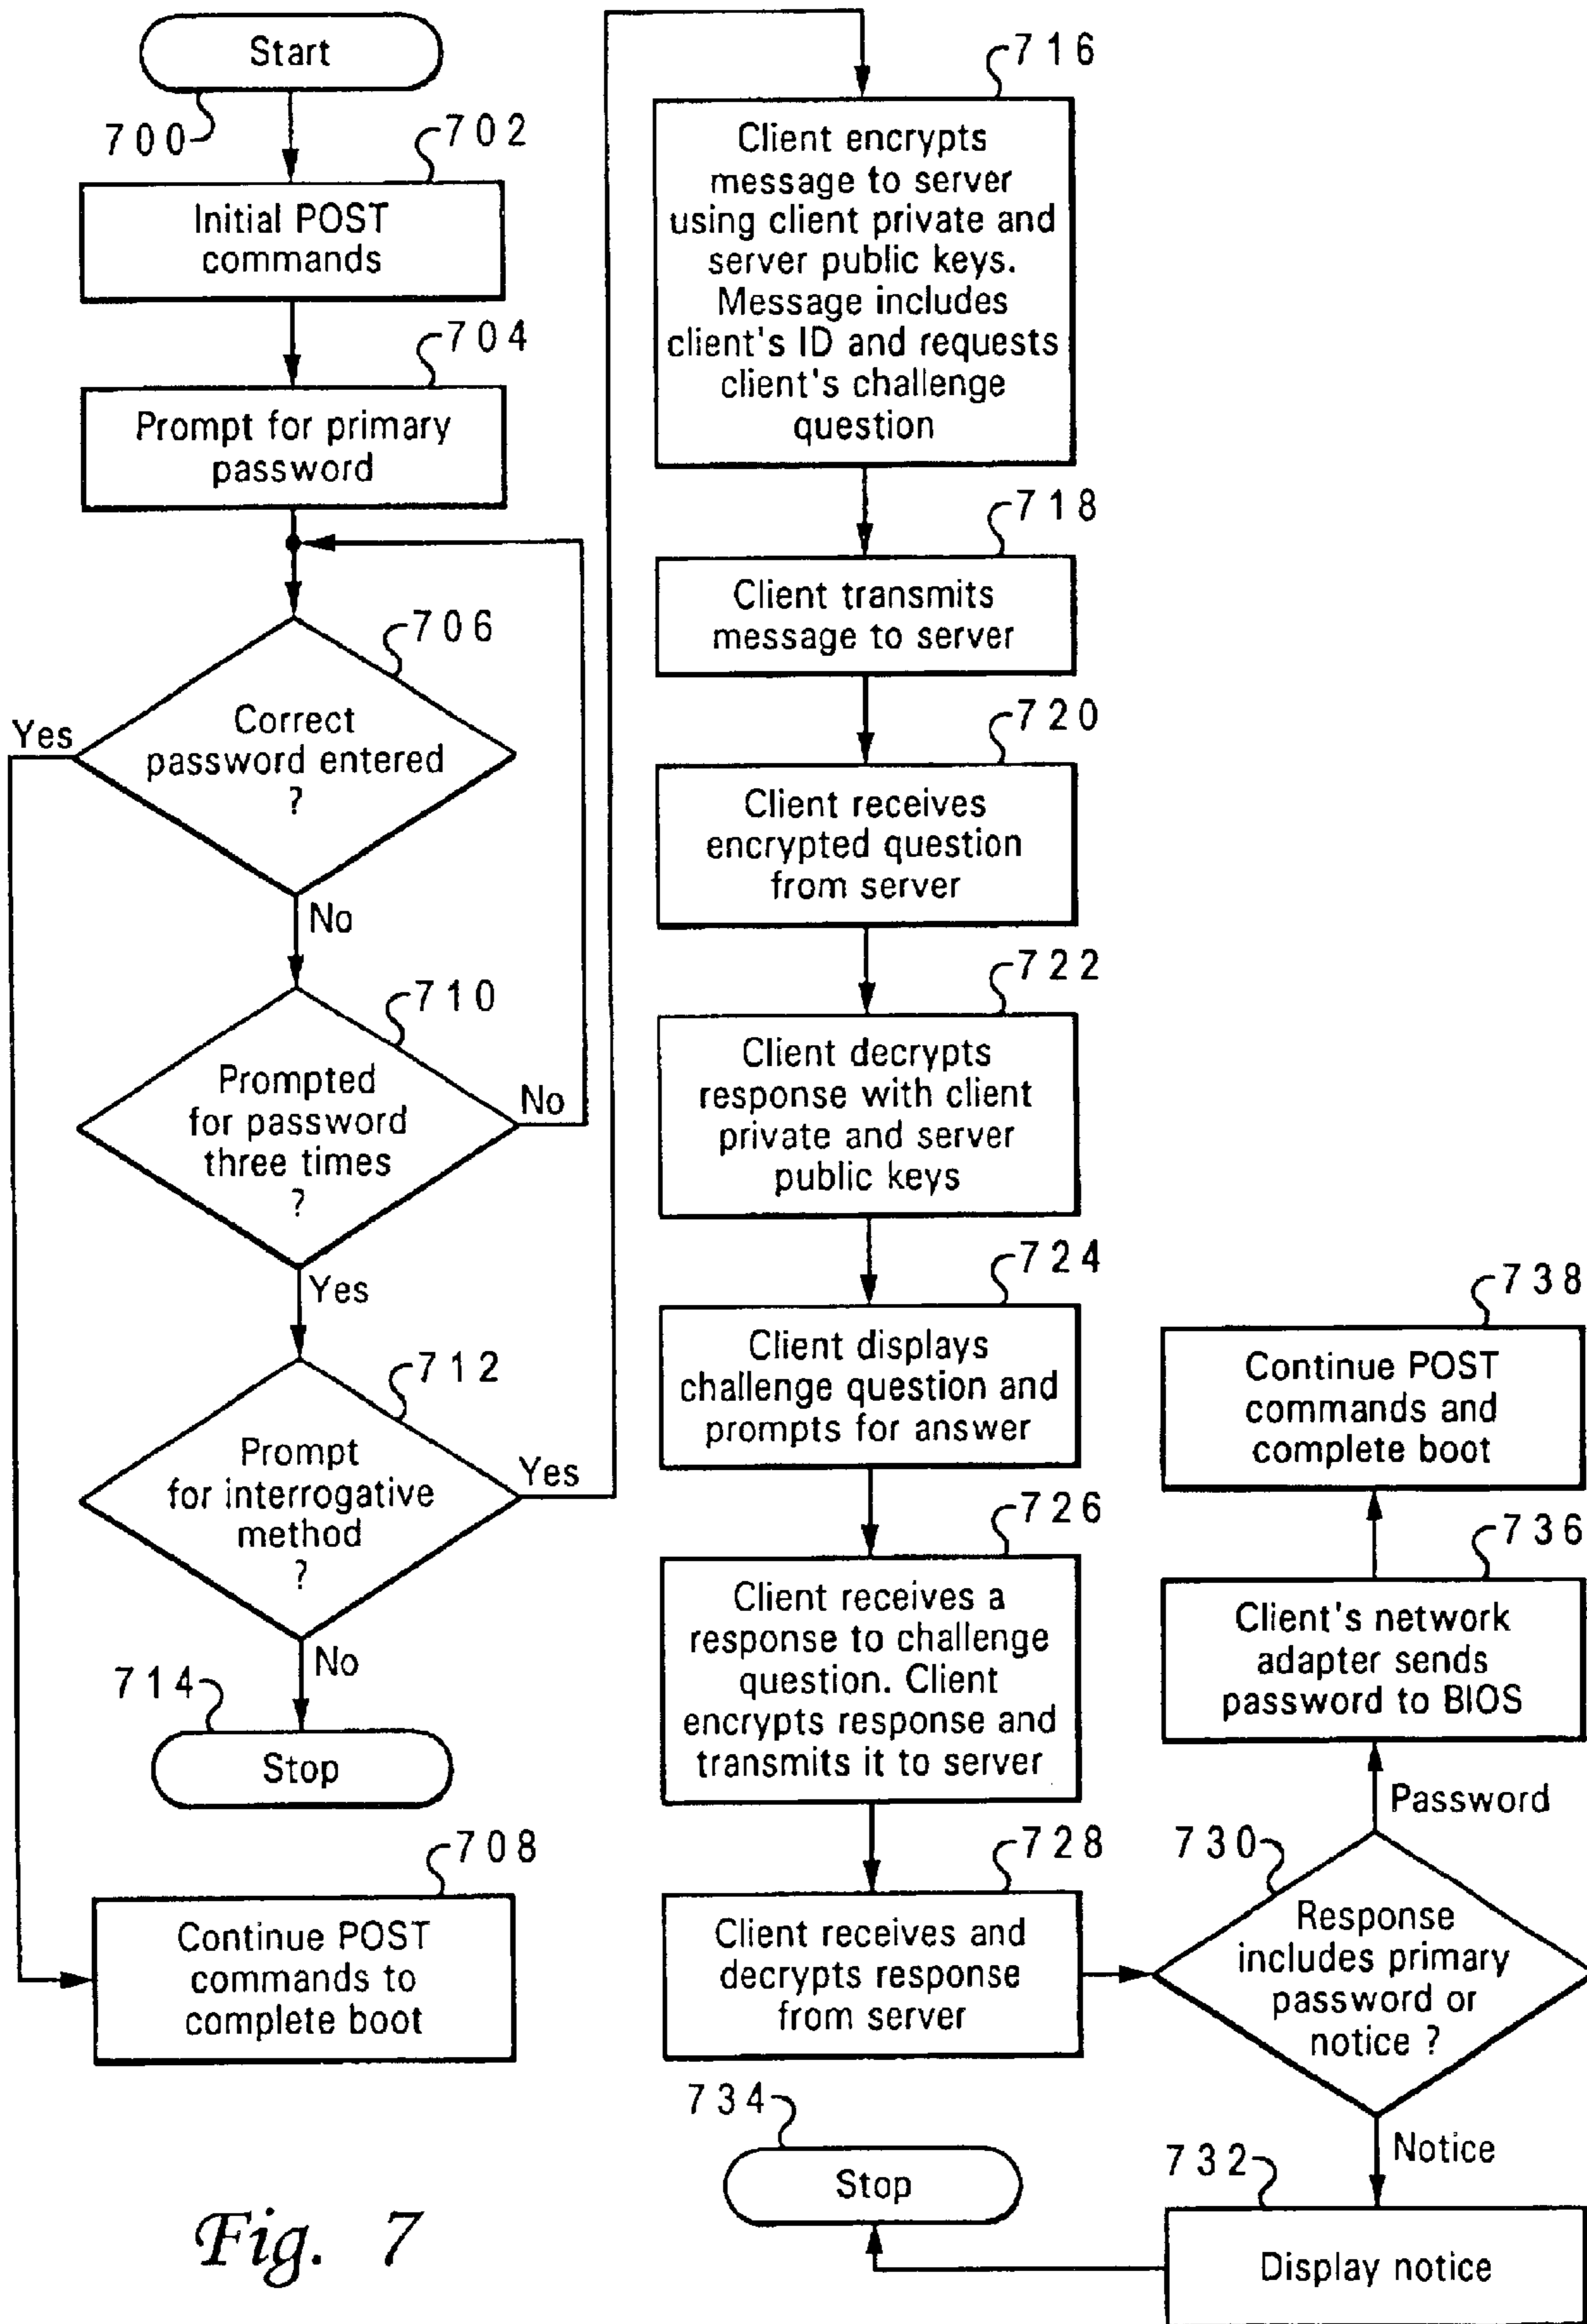 Start
700
702
Initial POST
commands
704
Prompt for primary
password
706
Correct
password entered
?
Yes
No
710
Prompted
for password
three times
?
No
Yes
712
Prompt
for interrogative
method
?
Yes
No
714
Stop
708
Continue POST
commands to
complete boot
716
Client encrypts
message to server
using client private and
server public keys.
Message includes
client's ID and requests
client's challenge
question
718
Client transmits
message to server
720
Client receives
encrypted question
from server
722
Client decrypts
response with client
private and server
public keys
724
Client displays
challenge question and
prompts for answer
726
Client receives a
response to challenge
question. Client
encrypts response and
transmits it to server
728
Client receives and
decrypts response
from server
730
Response
includes primary
password or
notice ?
Password
736
Client's network
adapter sends
password to BIOS
738
Continue POST
commands and
complete boot
Notice
732
Display notice
734
Stop
Fig. 7